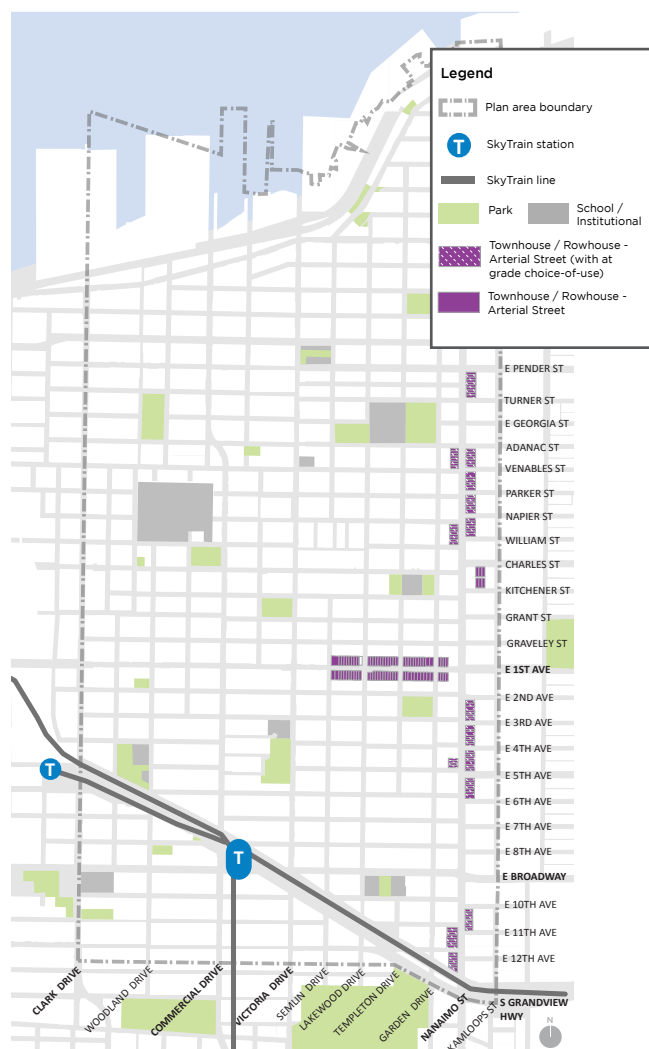 Legend
Plan area boundary
T
SkyTrain station
SkyTrain line
Park
School /
Institutional
Townhouse / Rowhouse -
Arterial Street (with at
grade choice-of-use)
Townhouse / Rowhouse -
Arterial Street
E PENDER ST
TURNER ST
E GEORGIA ST
ADANAC ST
VENABLES ST
PARKER ST
NAPIER ST
WILLIAM ST
CHARLES ST
KITCHENER ST
GRANT ST
GRAVELEY ST
E 1ST AVE
E 2ND AVE
E 3RD AVE
E 4TH AVE
T
E 5TH AVE
E 6TH AVE
E 7TH AVE
T
E 8TH AVE
E BROADWAY
E 10TH AVE
E 11TH AVE
E 12TH AVE
CLARK DRIVE
WOODLAND DRIVE
COMMERCIAL DRIVE
VICTORIA DRIVE
SEMLIN DRIVE
LAKEWOOD DRIVE
TEMPLETON DRIVE
GARDEN DRIVE
NANAIMO ST
KAMLOOPS ST
S GRANDVIEW
HWY
N